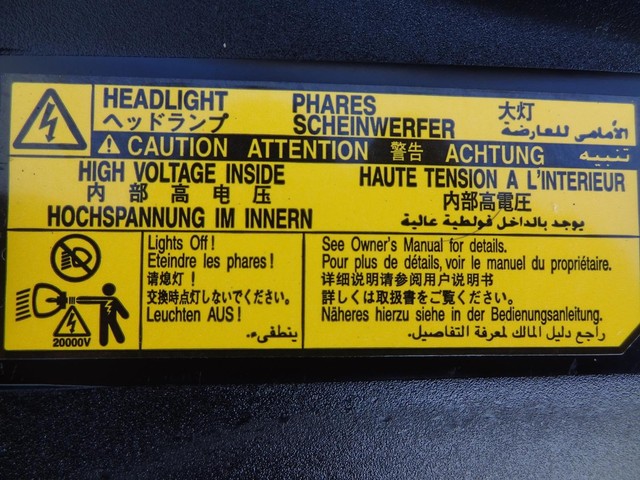 HEADLIGHT PHARES 大灯
ヘッドランプ SCHEINWERFER الأمامي للعارضة
CAUTION ATTENTION 警告 ACHTUNG تنبيه
HIGH VOLTAGE INSIDE HAUTE TENSION A L'INTERIEUR
内部高电压 内部高電圧
HOCHSPANNUNG IM INNERN يوجد بالداخل فولطية عالية
Lights Off!
Eteindre les phares!
请熄灯!
交換時点灯しないでください。
Leuchten AUS!
ينطفىء.
20000V
See Owner's Manual for details.
Pour plus de détails, voir le manuel du propriétaire.
详细说明请参阅用户说明书
詳しくは取扱書をご覧ください。
Näheres hierzu siehe in der Bedienungsanleitung.
راجع دليل المالك لمعرفة التفاصيل.